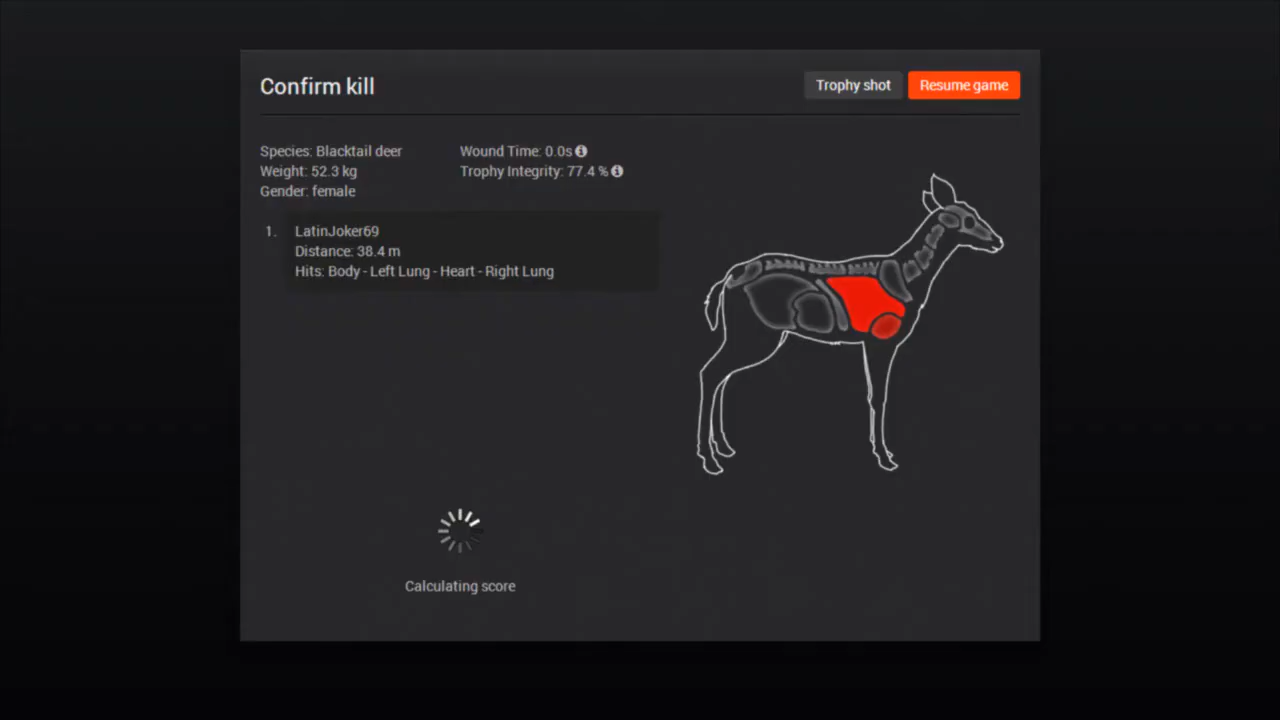 Confirm kill
Trophy shot
Resume game
Species: Blacktail deer
Weight: 52.3 kg
Gender: female
Wound Time: 0.0s
Trophy Integrity: 77.4 %
1. LatinJoker69
Distance: 38.4 m
Hits: Body - Left Lung - Heart - Right Lung
Calculating score